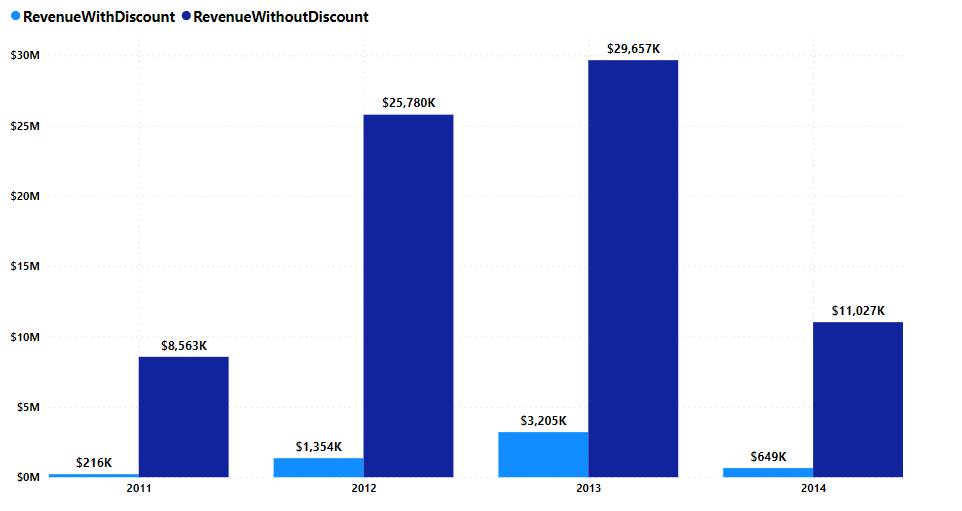 RevenueWithDiscount RevenueWithoutDiscount
$30M
$25M
$20M
$15M
$10M
$5M
$0M
$216K
$8,563K
$1,354K
$25,780K
$3,205K
$29,657K
$649K
$11,027K
2011 2012 2013 2014